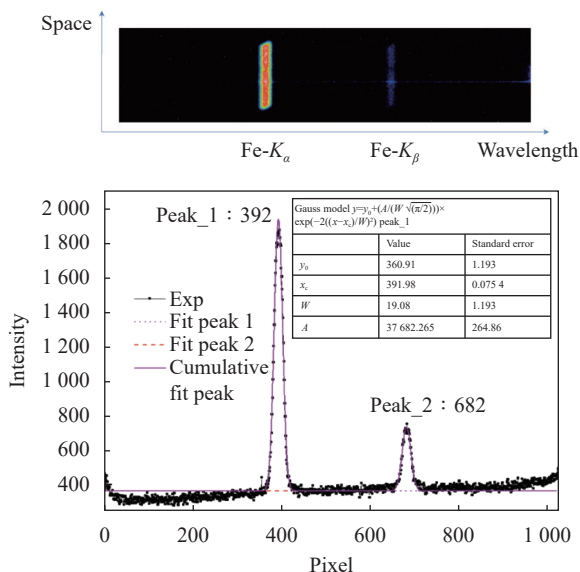 Space
Fe-Kα
Fe-Kβ
Wavelength
2 000
1 800
1 600
1 400
1 200
1 000
800
600
400
Intensity
Peak_1：392
Exp
Fit peak 1
Fit peak 2
Cumulative
fit peak
Gauss model y=y₀+(A/(W √(π/2)))×
exp(−2((x−xc)/W)²) peak_1
Value Standard error
y₀ 360.91 1.193
xc 391.98 0.075 4
W 19.08 1.193
A 37 682.265 264.86
Peak_2：682
0 200 400 600 800 1 000
Pixel